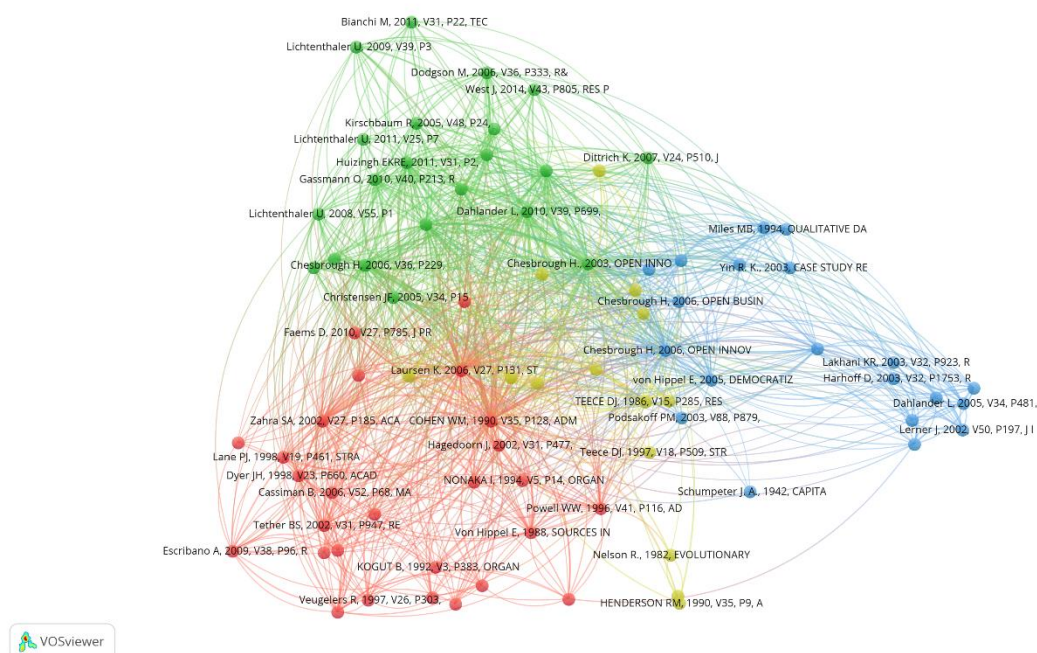 Bianchi M, 2011, V31, P22, TEC
Lichtenthaler U, 2009, V39, P3
Dodgson M, 2006, V36, P333, R&
West J, 2014, V43, P805, RES P
Kirschbaum R, 2005, V48, P24,
Lichtenthaler U, 2011, V25, P7
Dittrich K, 2007, V24, P510, J
Huizingh EKRE, 2011, V31, P2,
Gassmann O, 2010, V40, P213, R
Lichtenthaler U, 2008, V55, P1
Dahlander L, 2010, V39, P699,
Miles MB, 1994, QUALITATIVE DA
Chesbrough H, 2006, V36, P229
Chesbrough H., 2003, OPEN INNO
Yin R. K., 2003, CASE STUDY RE
Christensen JF, 2005, V34, P15
Chesbrough H, 2006, OPEN BUSIN
Faems D, 2010, V27, P785, J PR
Chesbrough H, 2006, OPEN INNOV
Lakhani KR, 2003, V32, P923, R
Laursen K, 2006, V27, P131, ST
von Hippel E, 2005, DEMOCRATIZ
Harhoff D, 2003, V32, P1753, R
TEECE DJ, 1986, V15, P285, RES
Dahlander L, 2005, V34, P481,
Zahra SA, 2002, V27, P185, ACA
COHEN WM, 1990, V35, P128, ADM
Podsakoff PM, 2003, V88, P879,
Lerner J, 2002, V50, P197, J I
Hagedoorn J, 2002, V31, P477,
Lane PJ, 1998, V19, P461, STRA
Teece DJ, 1997, V18, P509, STR
Dyer JH, 1998, V23, P660, ACAD
NONAKA I, 1994, V5, P14, ORGAN
Cassiman B, 2006, V52, P68, MA
Schumpeter J. A., 1942, CAPITA
Powell WW, 1996, V41, P116, AD
Tether BS, 2002, V31, P947, RE
Von Hippel E, 1988, SOURCES IN
Escribano A, 2009, V38, P96, R
Nelson R., 1982, EVOLUTIONARY
KOGUT B, 1992, V3, P383, ORGAN
Veugelers R, 1997, V26, P303,
HENDERSON RM, 1990, V35, P9, A
VOSviewer